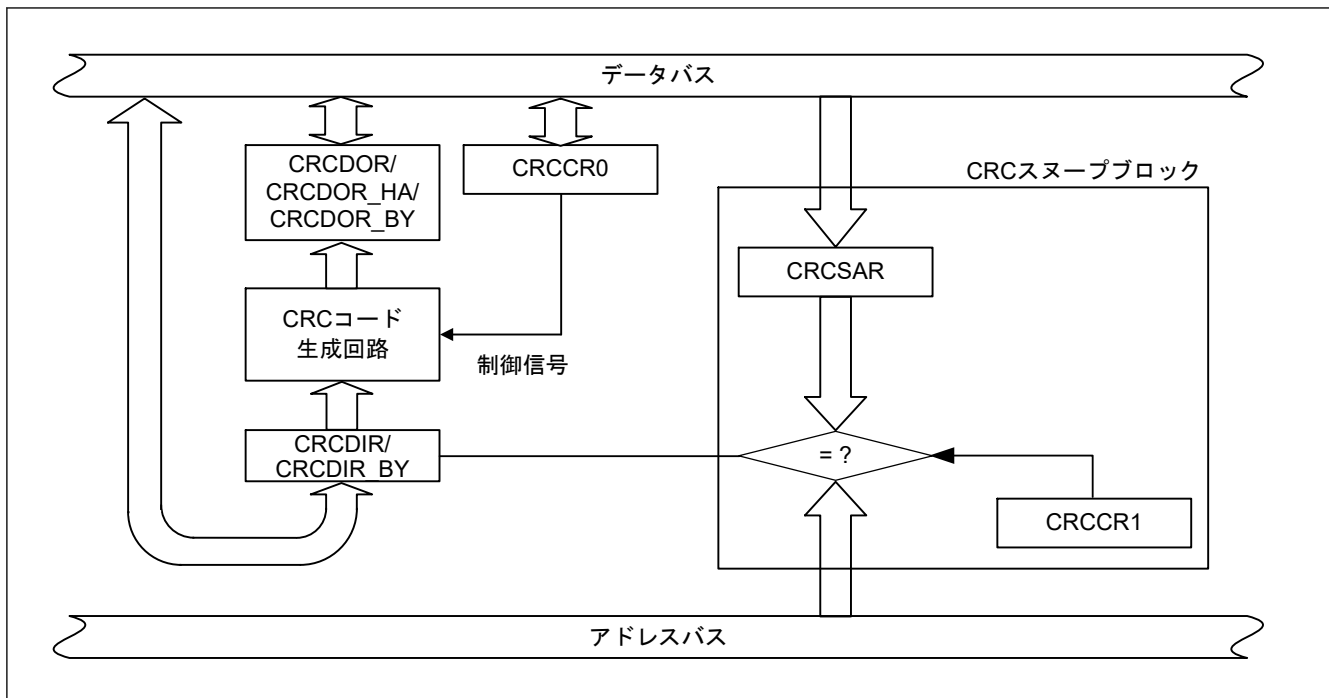 データバス
CRCDOR/
CRCDOR_HA/
CRCDOR_BY
CRCCR0
CRCスヌープブロック
CRCSAR
CRCコード
生成回路
制御信号
CRCDIR/
CRCDIR_BY
= ?
CRCCR1
アドレスバス